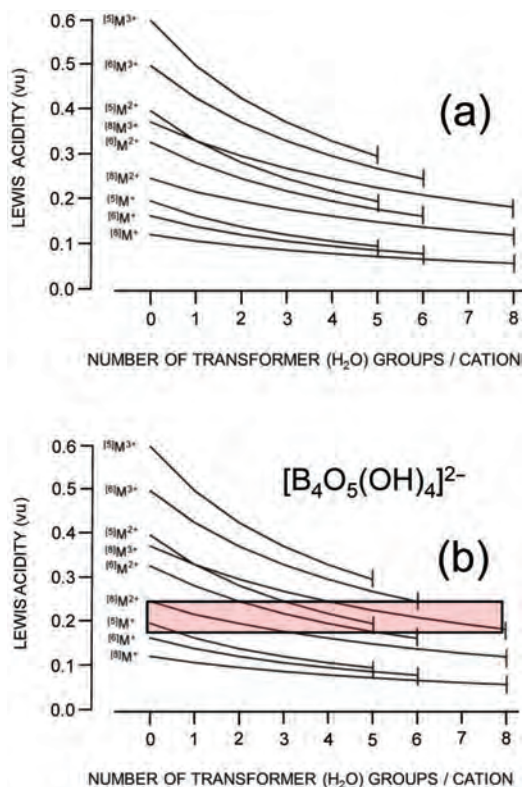 0.6
[5]M3+
0.5
[6]M3+
(a)
LEWIS ACIDITY (vu)
0.4
[5]M2+
[8]M3+
[6]M2+
0.3
[8]M2+
0.2
[5]M+
[6]M+
[8]M+
0.1
0.0
0 1 2 3 4 5 6 7 8
NUMBER OF TRANSFORMER (H₂O) GROUPS / CATION
0.6
[5]M3+
[B₄O₅(OH)₄]²⁻
0.5
[6]M3+
(b)
LEWIS ACIDITY (vu)
0.4
[5]M2+
[8]M3+
[6]M2+
0.3
[8]M2+
0.2
[5]M+
[6]M+
[8]M+
0.1
0.0
0 1 2 3 4 5 6 7 8
NUMBER OF TRANSFORMER (H₂O) GROUPS / CATION